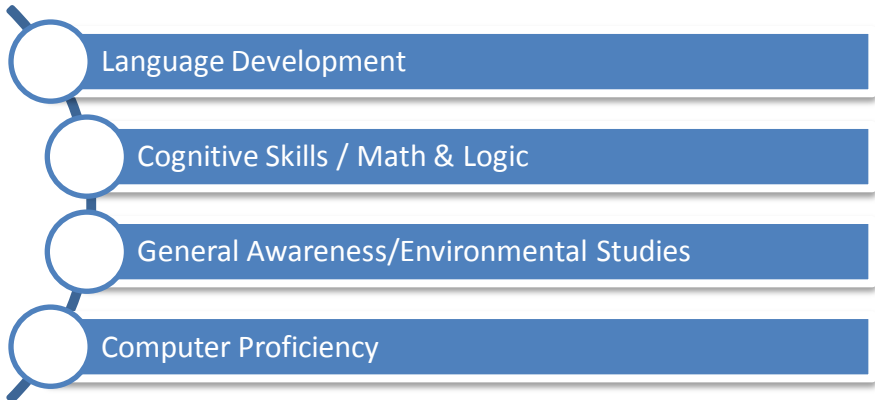 Language Development
Cognitive Skills / Math & Logic
General Awareness/Environmental Studies
Computer Proficiency